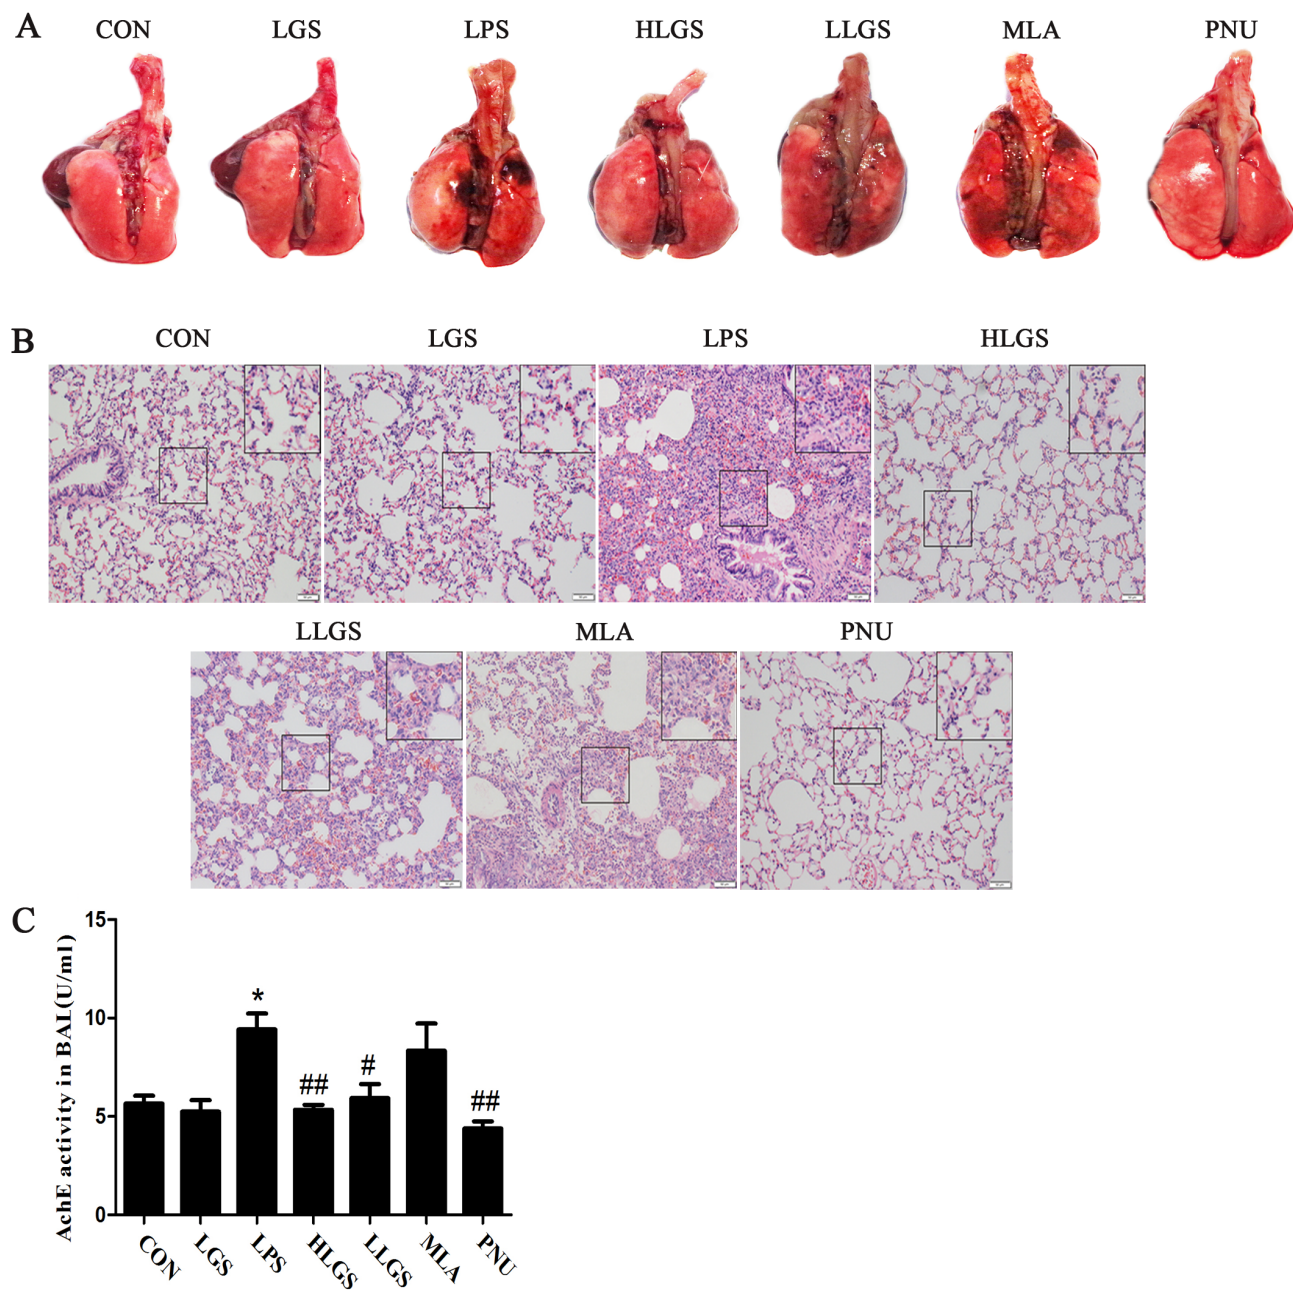 A
CON LGS LPS HLGS LLGS MLA PNU
B
CON LGS LPS HLGS
LLGS MLA PNU
C
AchE activity in BAL(U/ml)
15
10
5
0
*
##
#
##
CON LGS LPS HLGS LLGS MLA PNU